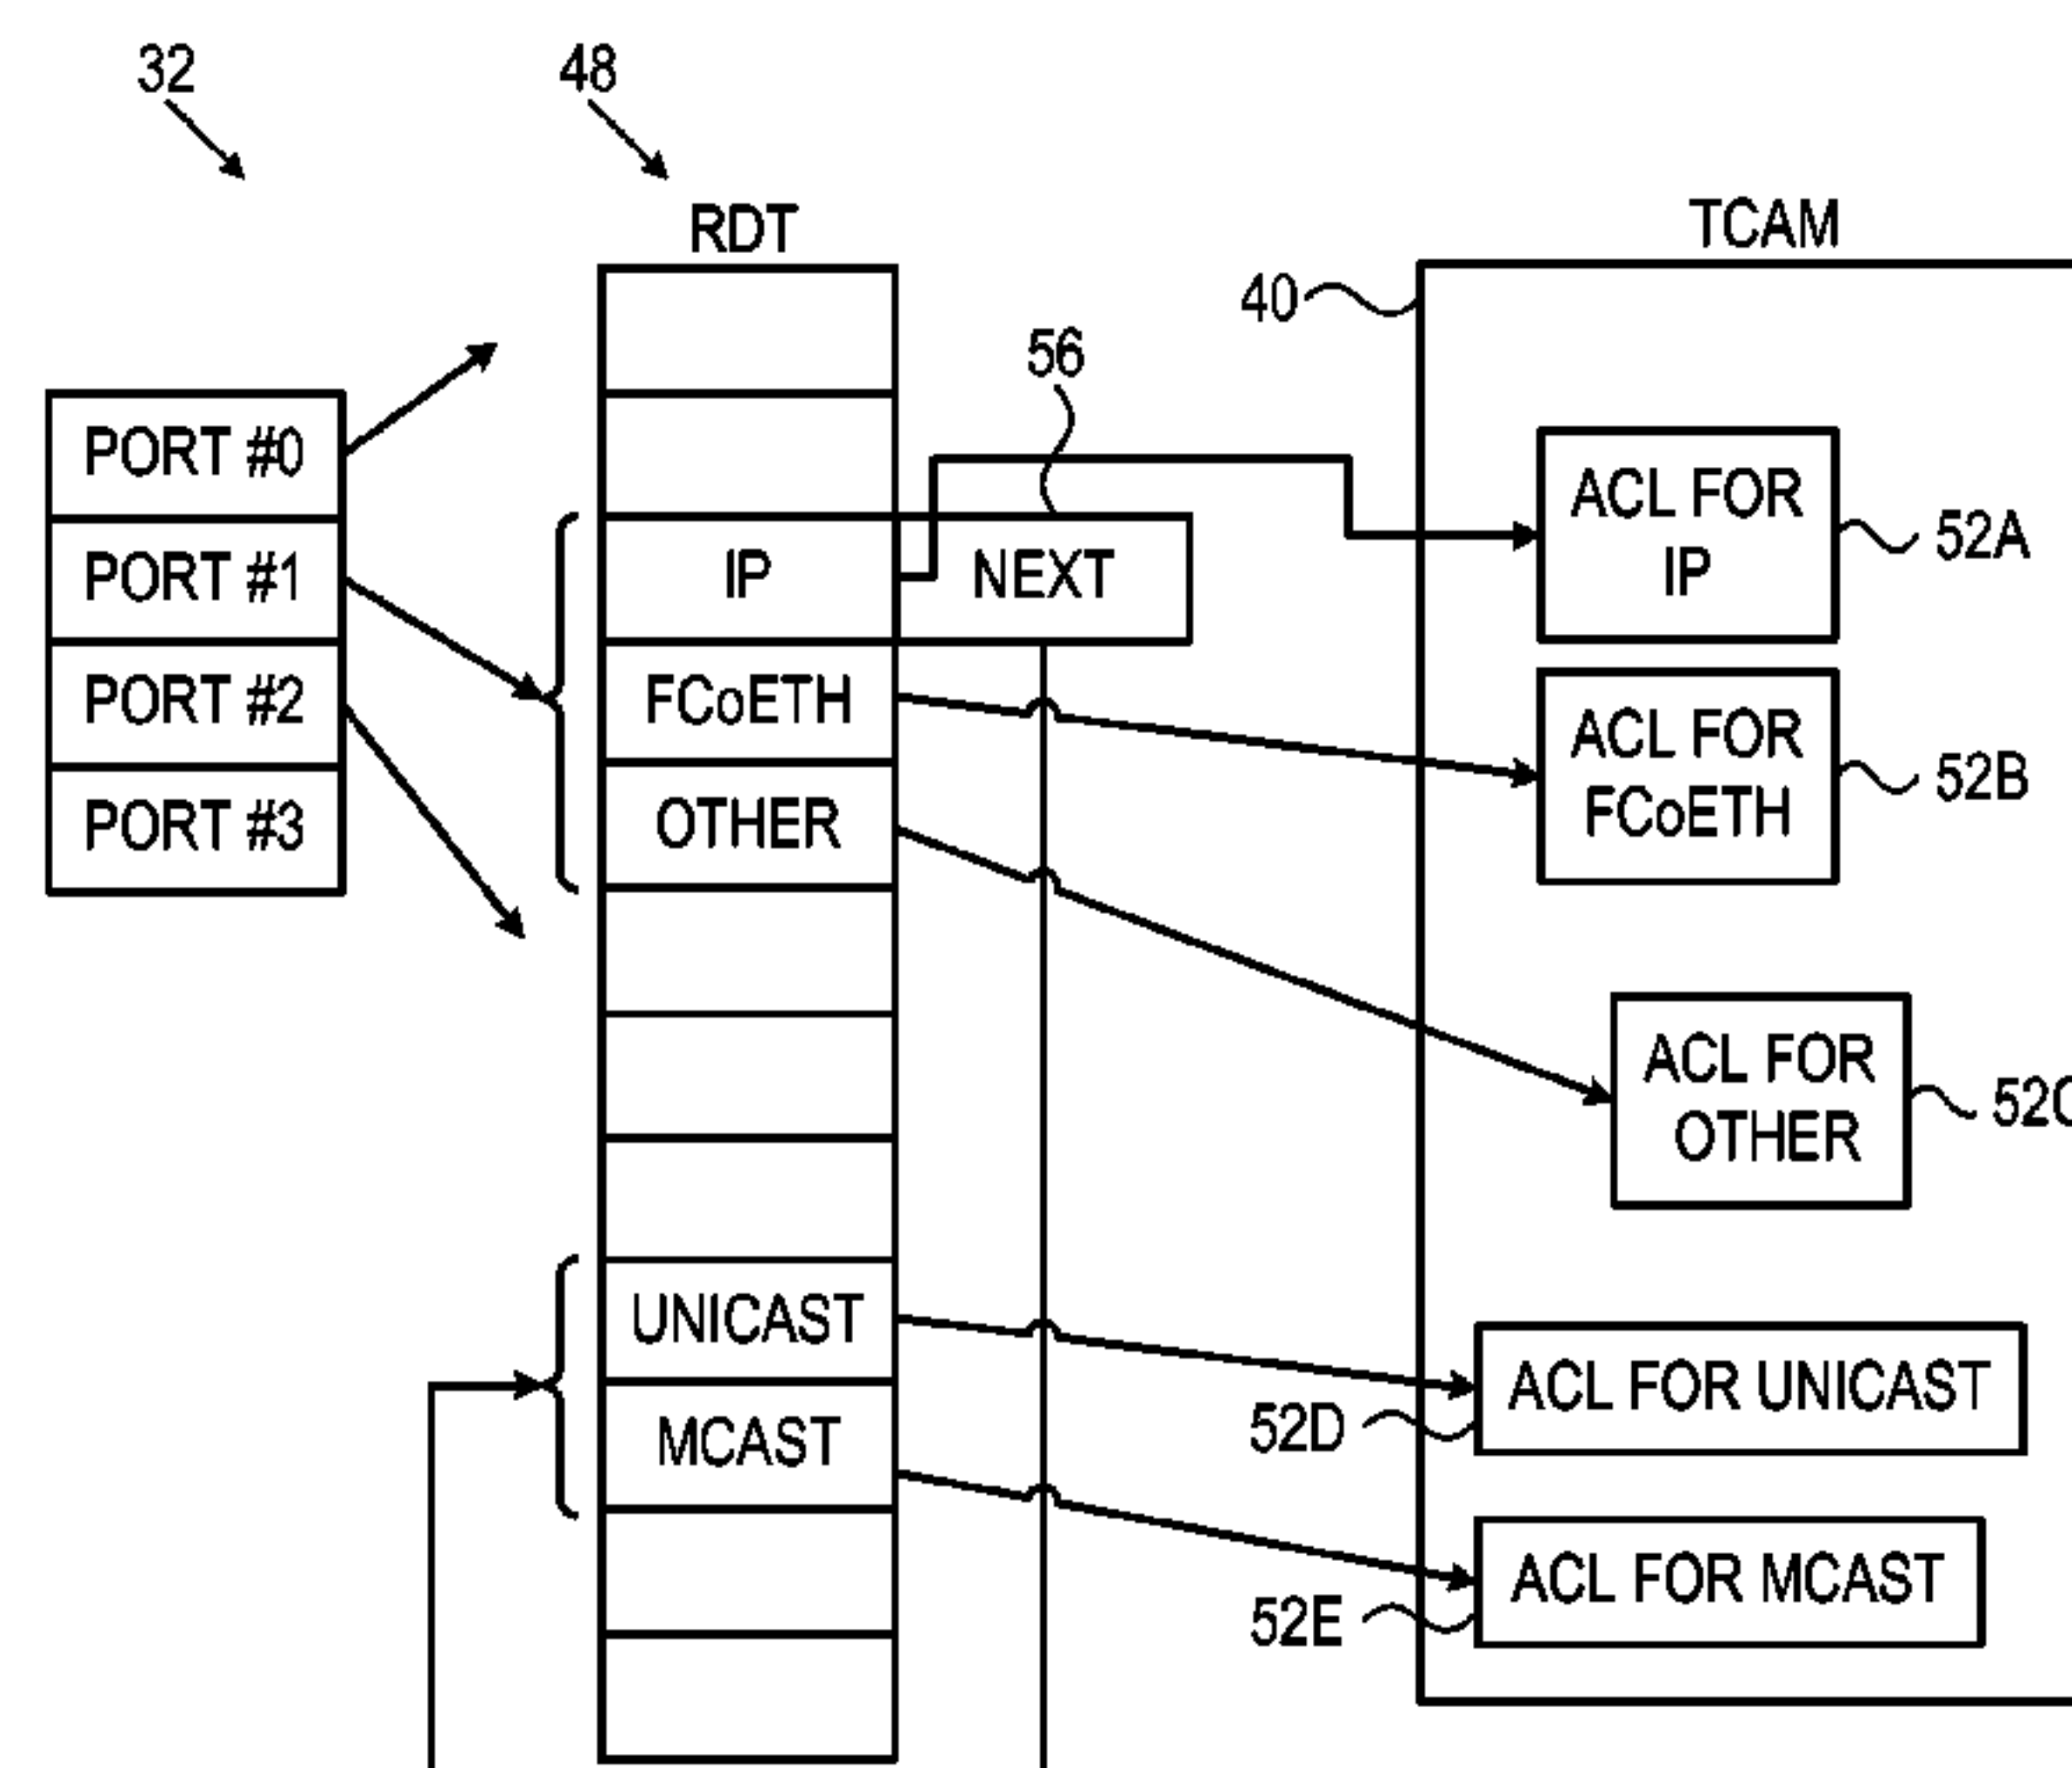 32
48
RDT
TCAM
40
56
PORT #0
PORT #1
PORT #2
PORT #3
IP
NEXT
FCoETH
OTHER
UNICAST
MCAST
ACL FOR
IP
52A
ACL FOR
FCoETH
52B
ACL FOR
OTHER
52C
ACL FOR UNICAST
52D
ACL FOR MCAST
52E